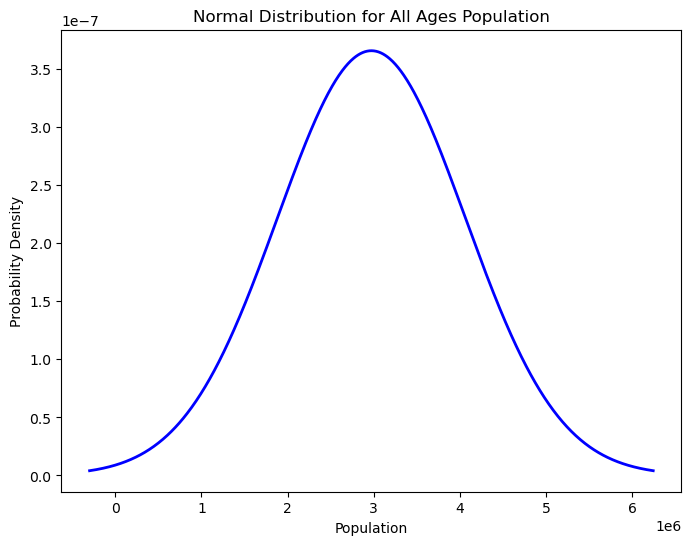 Normal Distribution for All Ages Population
1e−7
3.5
3.0
2.5
2.0
1.5
1.0
0.5
0.0
Probability Density
0 1 2 3 4 5 6
1e6
Population